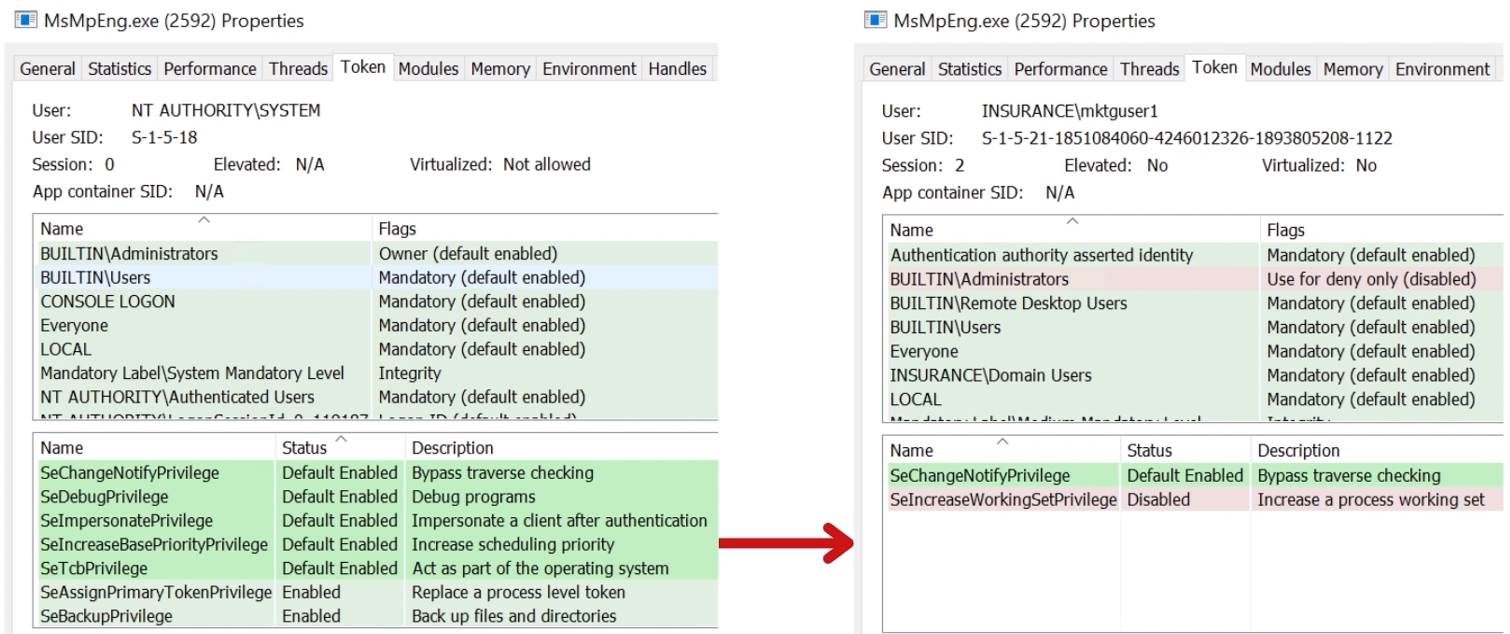 MsMpEng.exe (2592) Properties
General Statistics Performance Threads Token Modules Memory Environment Handles
User: NT AUTHORITY\SYSTEM
User SID: S-1-5-18
Session: 0 Elevated: N/A Virtualized: Not allowed
App container SID: N/A
Name Flags
BUILTIN\Administrators Owner (default enabled)
BUILTIN\Users Mandatory (default enabled)
CONSOLE LOGON Mandatory (default enabled)
Everyone Mandatory (default enabled)
LOCAL Mandatory (default enabled)
Mandatory Label\System Mandatory Level Integrity
NT AUTHORITY\Authenticated Users Mandatory (default enabled)
Name Status Description
SeChangeNotifyPrivilege Default Enabled Bypass traverse checking
SeDebugPrivilege Default Enabled Debug programs
SeImpersonatePrivilege Default Enabled Impersonate a client after authentication
SeIncreaseBasePriorityPrivilege Default Enabled Increase scheduling priority
SeTcbPrivilege Default Enabled Act as part of the operating system
SeAssignPrimaryTokenPrivilege Enabled Replace a process level token
SeBackupPrivilege Enabled Back up files and directories
MsMpEng.exe (2592) Properties
General Statistics Performance Threads Token Modules Memory Environment
User: INSURANCE\mktguser1
User SID: S-1-5-21-1851084060-4246012326-1893805208-1122
Session: 2 Elevated: No Virtualized: No
App container SID: N/A
Name Flags
Authentication authority asserted identity Mandatory (default enabled)
BUILTIN\Administrators Use for deny only (disabled)
BUILTIN\Remote Desktop Users Mandatory (default enabled)
BUILTIN\Users Mandatory (default enabled)
Everyone Mandatory (default enabled)
INSURANCE\Domain Users Mandatory (default enabled)
LOCAL Mandatory (default enabled)
Name Status Description
SeChangeNotifyPrivilege Default Enabled Bypass traverse checking
SeIncreaseWorkingSetPrivilege Disabled Increase a process working set